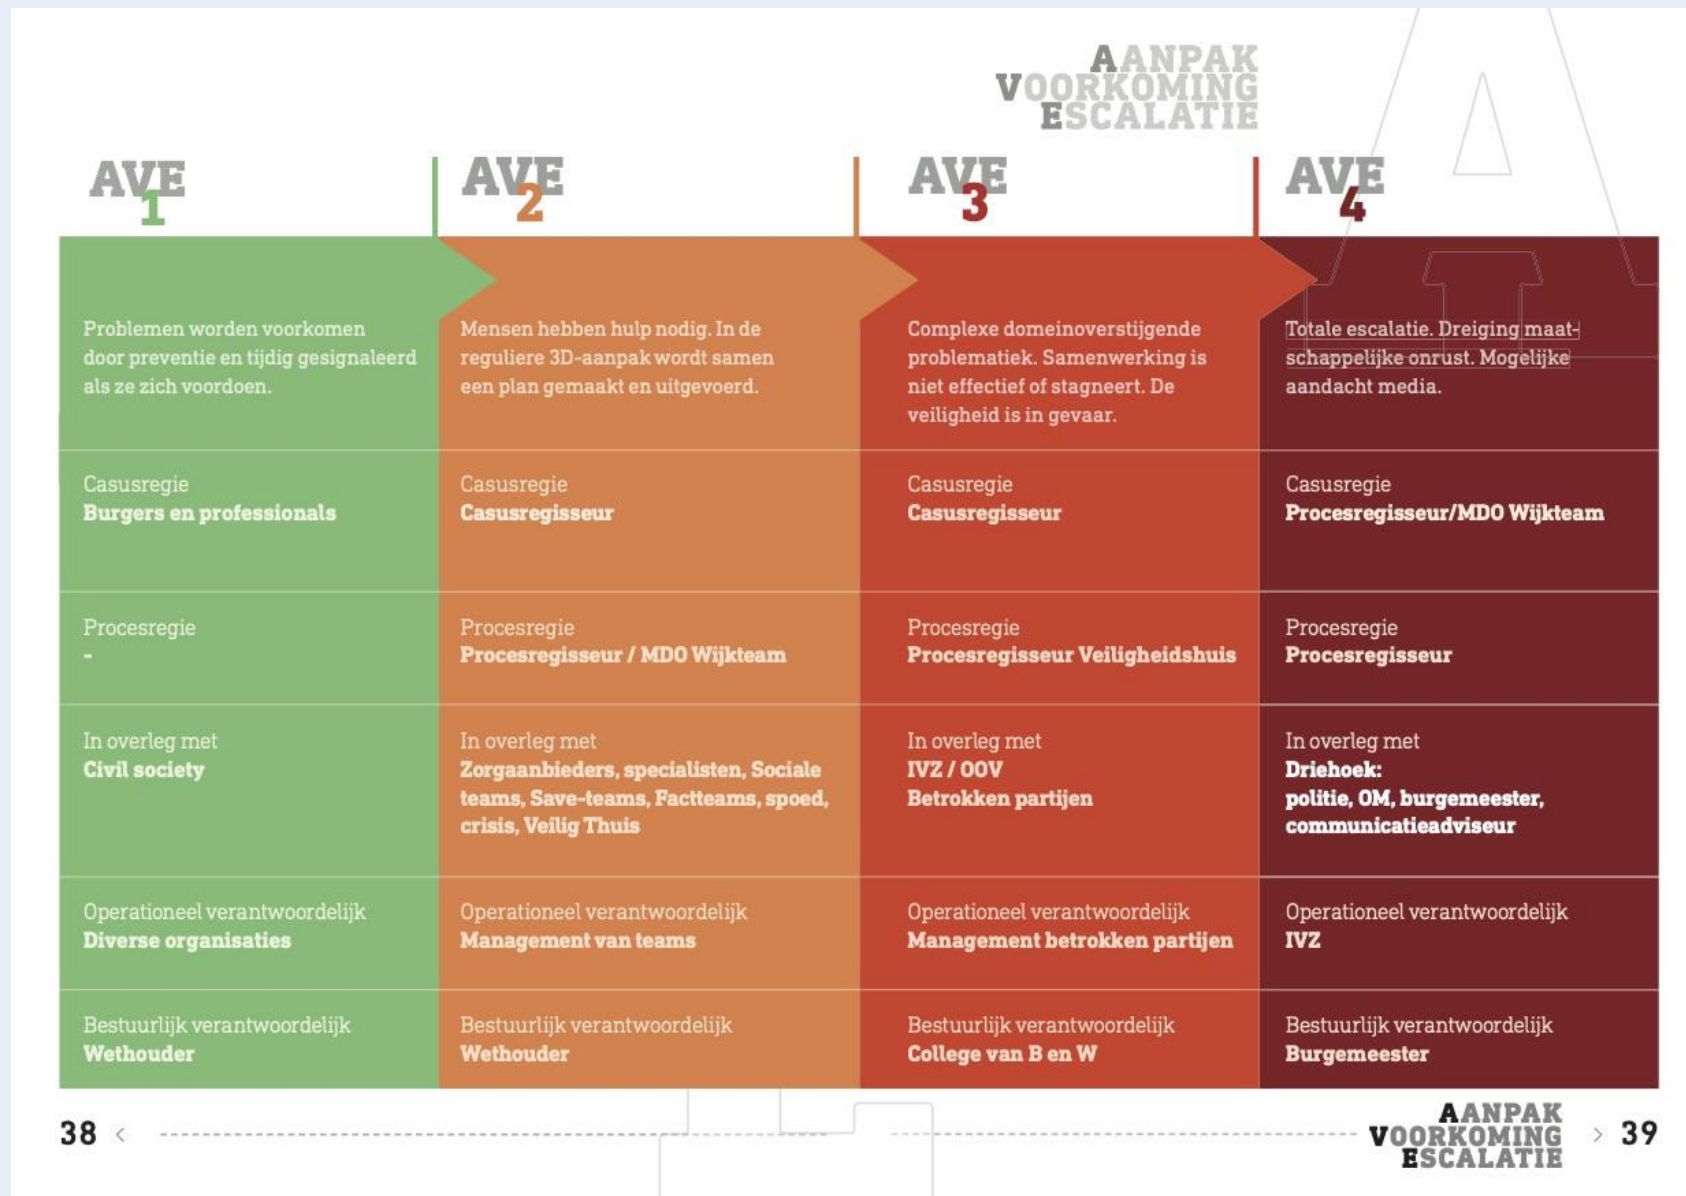 AANPAK
VOORKOMING
ESCALATIE
AVE
1
AVE
2
AVE
3
AVE
4
Problemen worden voorkomen
door preventie en tijdig gesignaleerd
als ze zich voordoen.
Mensen hebben hulp nodig. In de
reguliere 3D-aanpak wordt samen
een plan gemaakt en uitgevoerd.
Complexe domeinoverstijgende
problematiek. Samenwerking is
niet effectief of stagneert. De
veiligheid is in gevaar.
Totale escalatie. Dreiging maat-
schappelijke onrust. Mogelijke
aandacht media.
Casusregie
Burgers en professionals
Casusregie
Casusregisseur
Casusregie
Casusregisseur
Casusregie
Procesregisseur/MDO Wijkteam
Procesregie
-
Procesregie
Procesregisseur / MDO Wijkteam
Procesregie
Procesregisseur Veiligheidshuis
Procesregie
Procesregisseur
In overleg met
Civil society
In overleg met
Zorgaanbieders, specialisten, Sociale
teams, Save-teams, Factteams, spoed,
crisis, Veilig Thuis
In overleg met
IVZ / OOV
Betrokken partijen
In overleg met
Driehoek:
politie, OM, burgemeester,
communicatieadviseur
Operationeel verantwoordelijk
Diverse organisaties
Operationeel verantwoordelijk
Management van teams
Operationeel verantwoordelijk
Management betrokken partijen
Operationeel verantwoordelijk
IVZ
Bestuurlijk verantwoordelijk
Wethouder
Bestuurlijk verantwoordelijk
Wethouder
Bestuurlijk verantwoordelijk
College van B en W
Bestuurlijk verantwoordelijk
Burgemeester
38 <
AANPAK
VOORKOMING
ESCALATIE
> 39